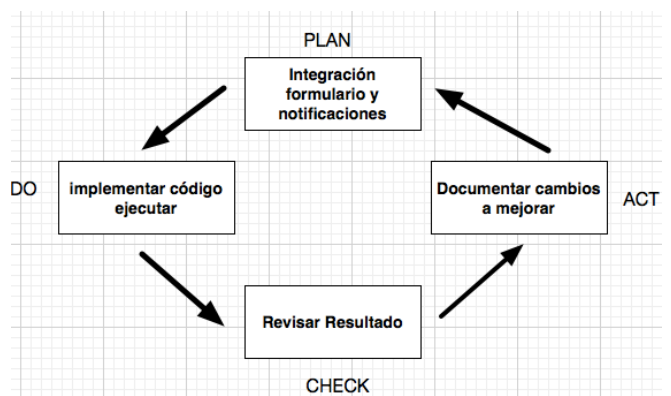 PLAN
Integración
formulario y
notificaciones
DO
implementar código
ejecutar
Documentar cambios
a mejorar
ACT
Revisar Resultado
CHECK